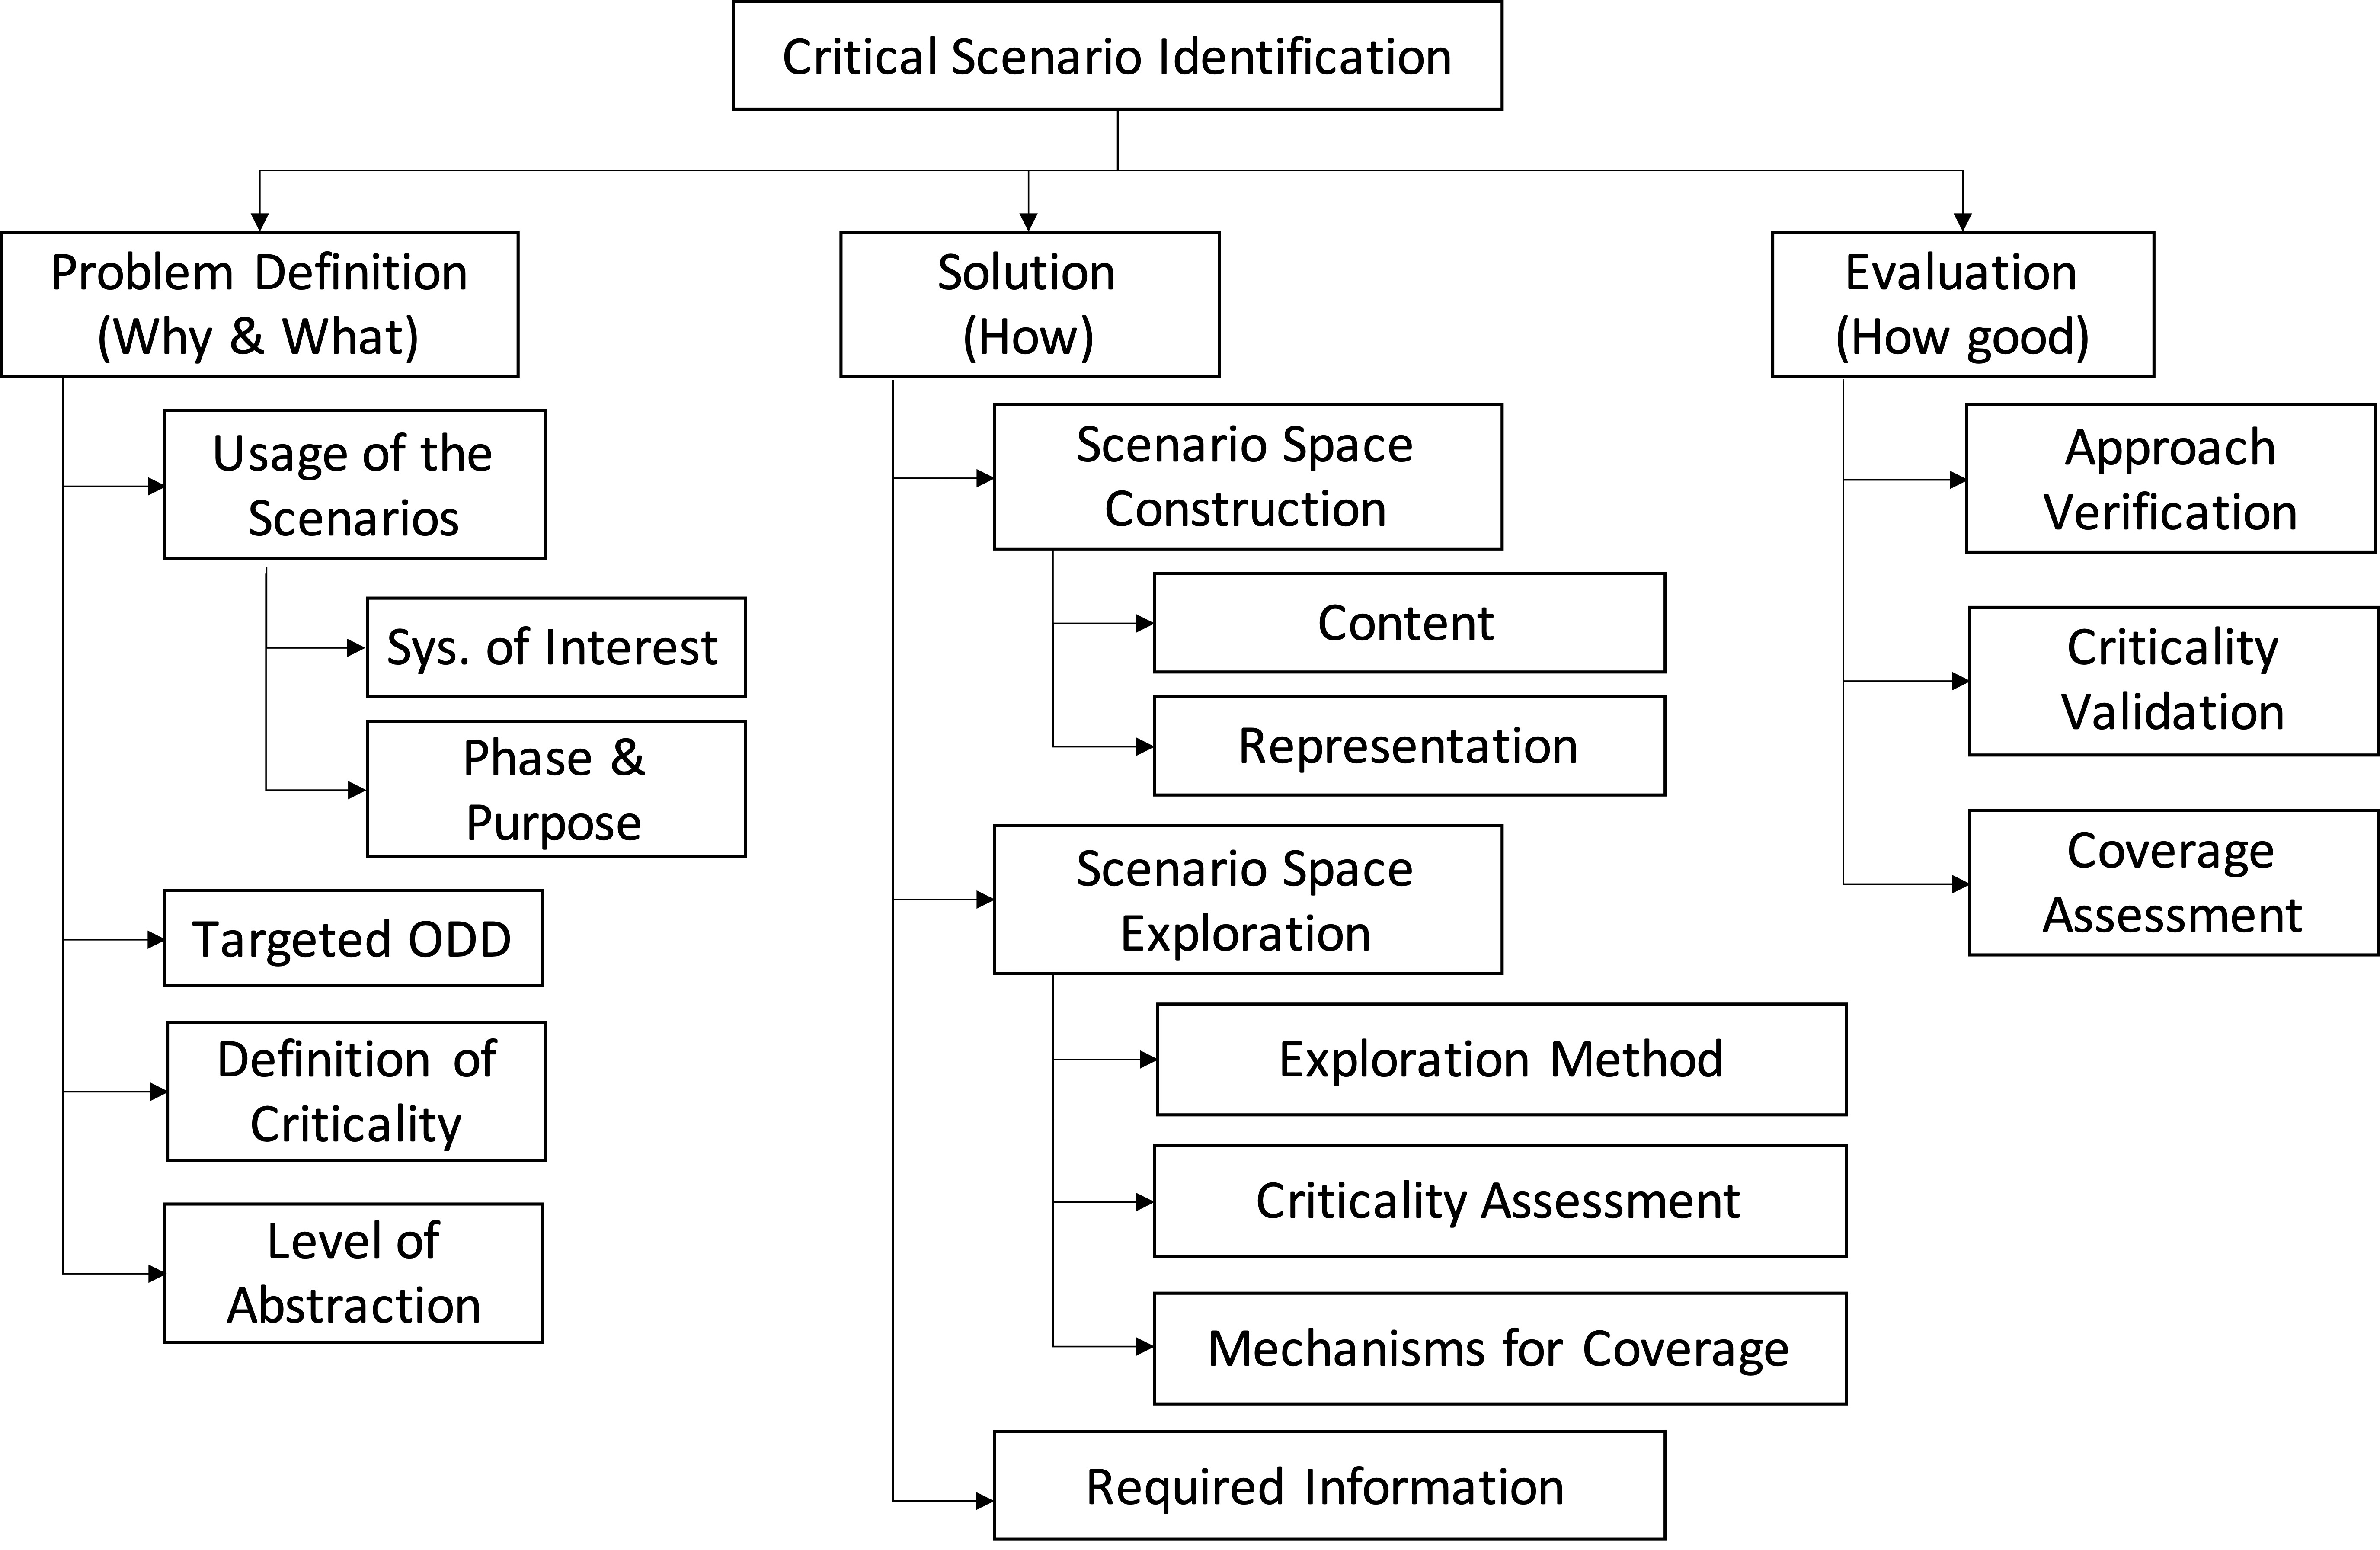 Critical Scenario Identification
Problem Definition
(Why & What)
Usage of the
Scenarios
Sys. of Interest
Phase &
Purpose
Targeted ODD
Definition of
Criticality
Level of
Abstraction
Solution
(How)
Scenario Space
Construction
Content
Representation
Scenario Space
Exploration
Exploration Method
Criticality Assessment
Mechanisms for Coverage
Required Information
Evaluation
(How good)
Approach
Verification
Criticality
Validation
Coverage
Assessment